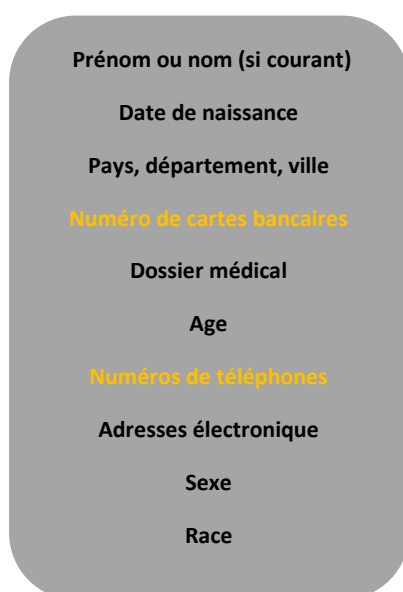 Prénom ou nom (si courant)
Date de naissance
Pays, département, ville
Numéro de cartes bancaires
Dossier médical
Age
Numéros de téléphones
Adresses électronique
Sexe
Race